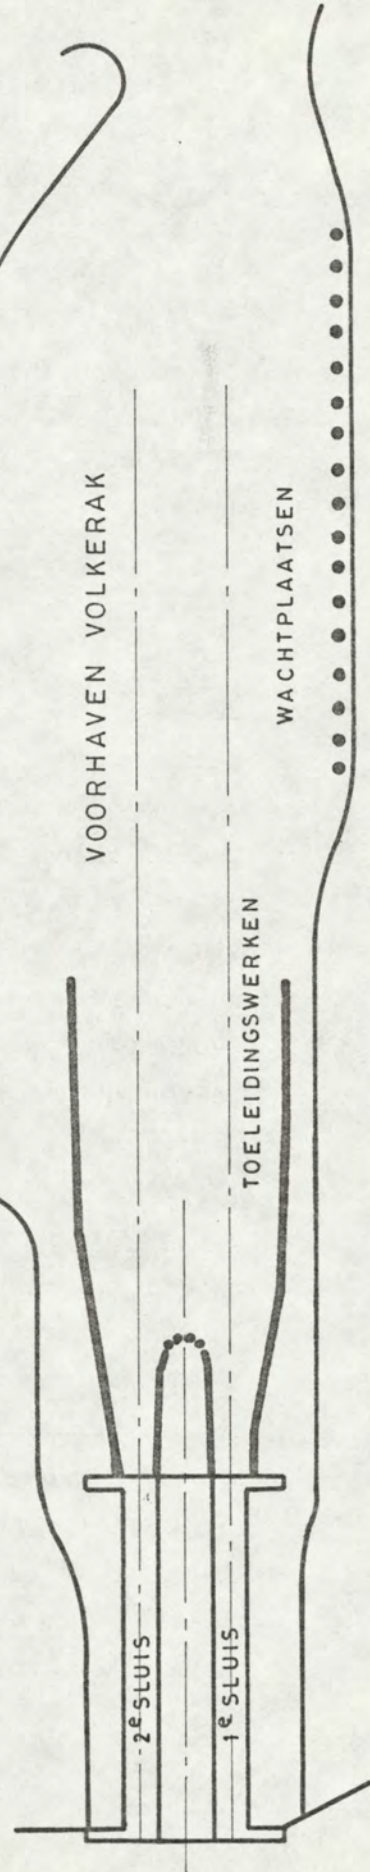 VOORHAVEN VOLKERAK
WACHTPLAATSEN
TOELEIDINGSWERKEN
2e SLUIS
1e SLUIS